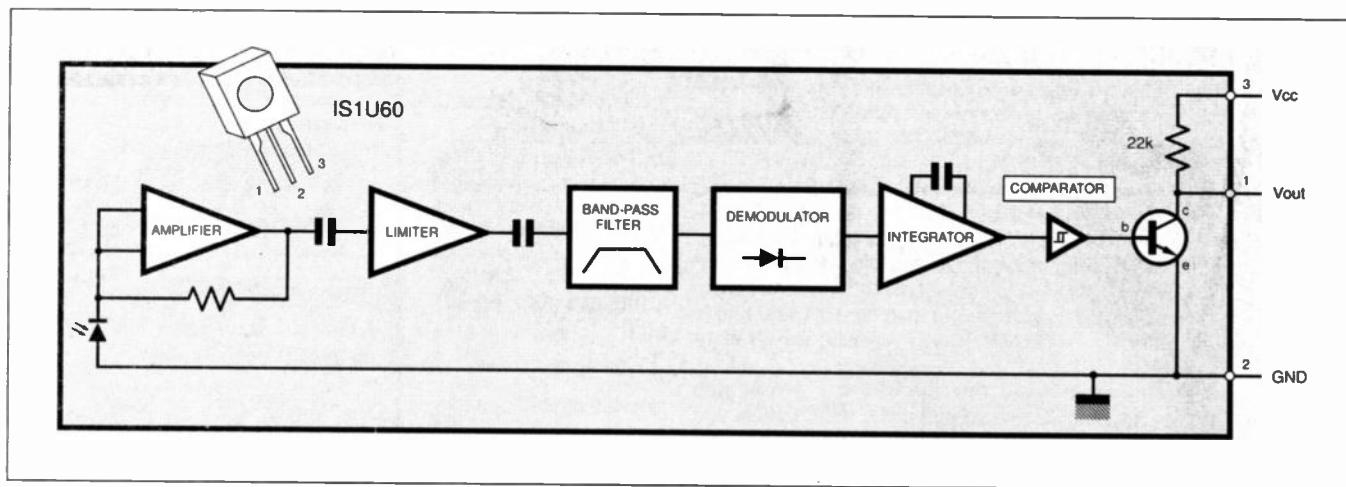 IS1U60
1
2
3
AMPLIFIER
LIMITER
BAND-PASS
FILTER
DEMODULATOR
INTEGRATOR
COMPARATOR
b
c
e
22k
3 Vcc
1 Vout
2 GND